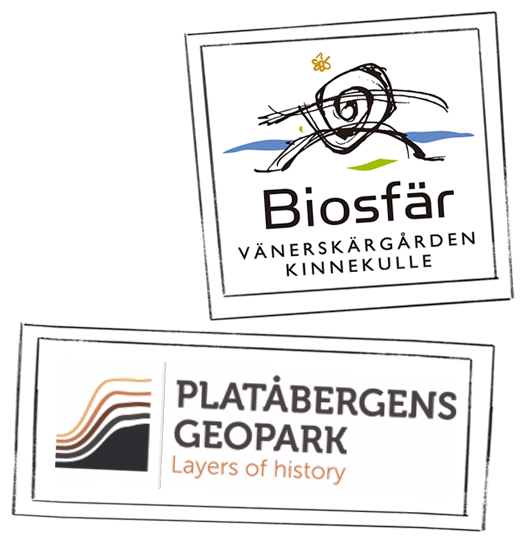 Biosfär
VÄNERSKÄRGÅRDEN
KINNEKULLE
PLATÅBERGENS
GEOPARK
Layers of history